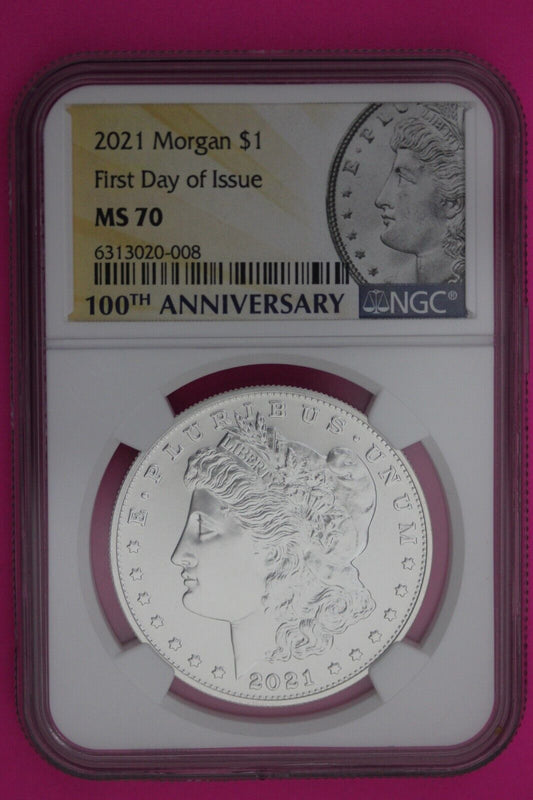 2021 Morgan $1
First Day of Issue
MS 70
6313020-008
100TH ANNIVERSARY
NGC®
E·PLURIBUS·UNUM
LIBERTY
2021